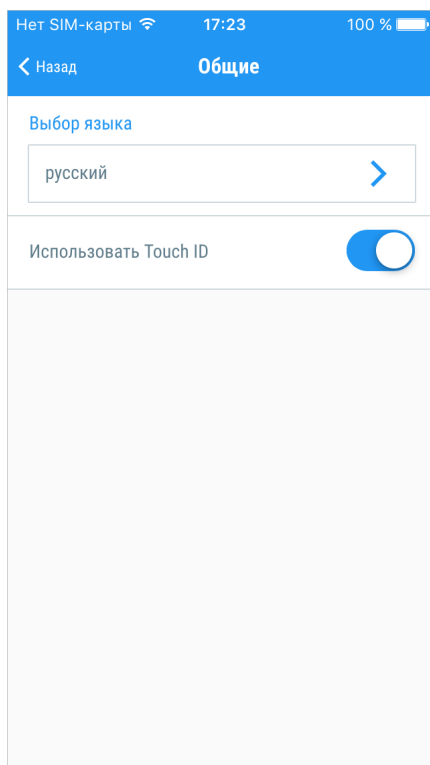 Нет SIM-карты 17:23 100 %
Назад Общие
Выбор языка
русский
Использовать Touch ID